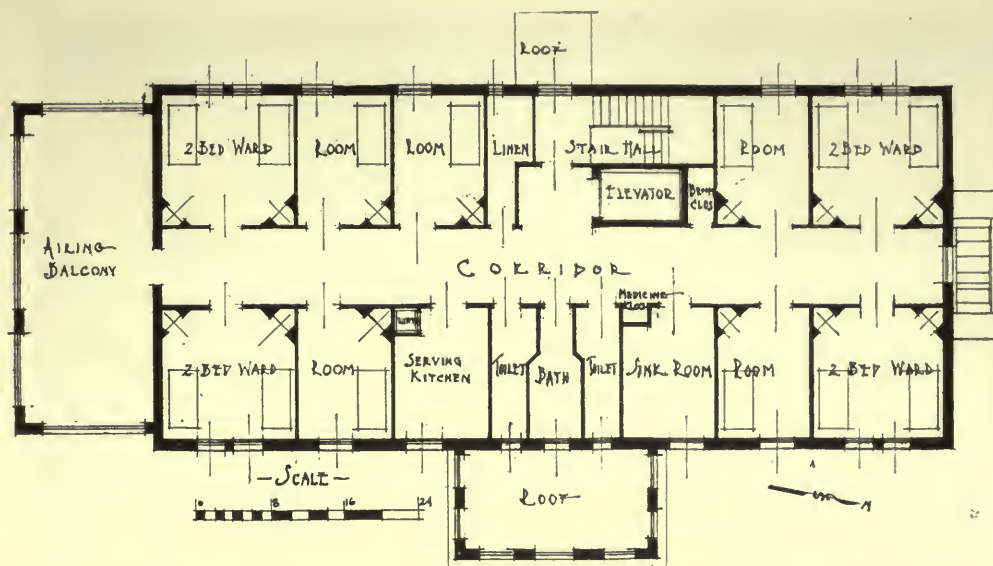 ROOF
2 BED WARD
ROOM
ROOM
LINEN
STAIR HALL
ROOM
2 BED WARD
ELEVATOR
AIRING
BALCONY
CORRIDOR
MEDICINE
2 BED WARD
ROOM
SERVING
KITCHEN
TOILET
BATH
TOILET
SINK ROOM
ROOM
2 BED WARD
-SCALE-
0 8 16 24
ROOF
N